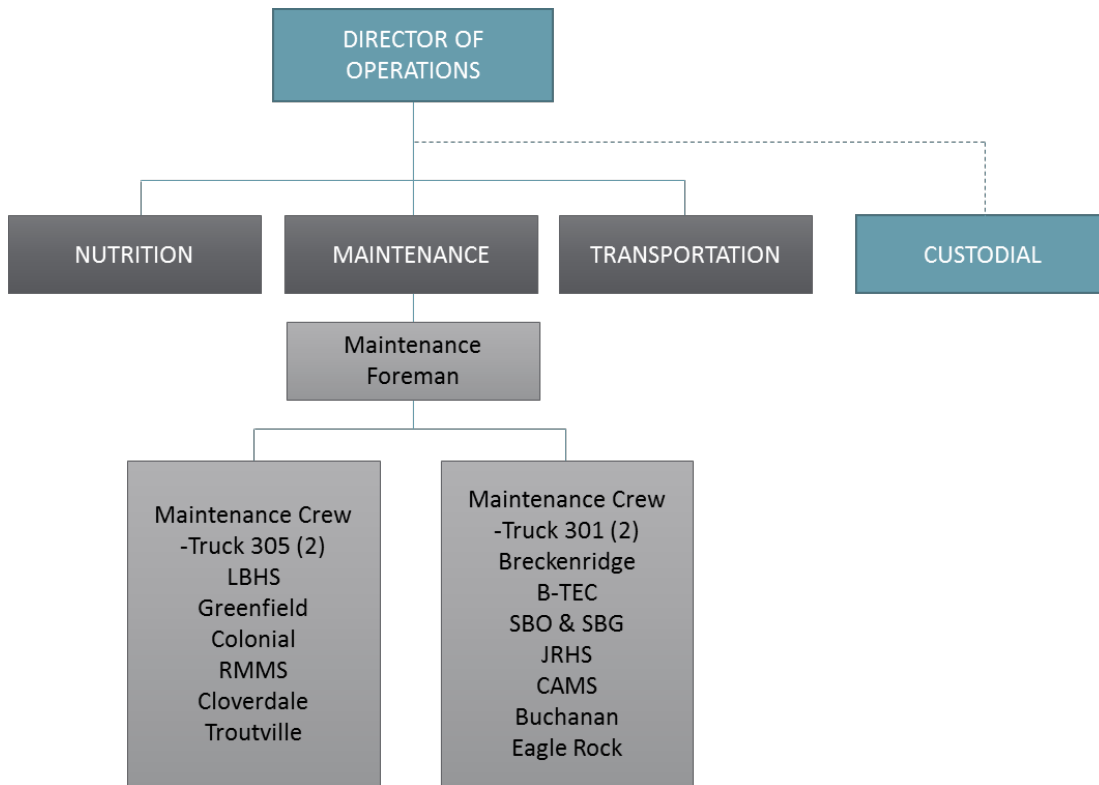 DIRECTOR OF
OPERATIONS
NUTRITION
MAINTENANCE
TRANSPORTATION
CUSTODIAL
Maintenance
Foreman
Maintenance Crew
-Truck 305 (2)
LBHS
Greenfield
Colonial
RMMS
Cloverdale
Troutville
Maintenance Crew
-Truck 301 (2)
Breckenridge
B-TEC
SBO & SBG
JRHS
CAMS
Buchanan
Eagle Rock